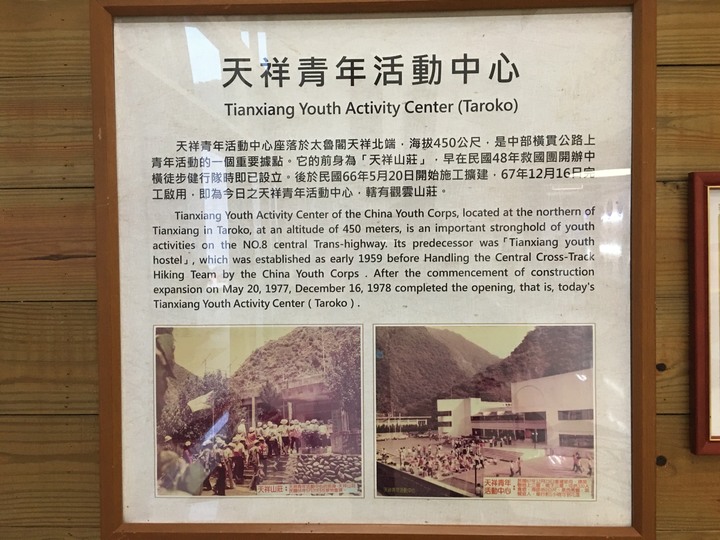 天祥青年活動中心
Tianxiang Youth Activity Center (Taroko)
天祥青年活動中心座落於太魯閣天祥北端，海拔450公尺，是中部橫貫公路上
青年活動的一個重要據點。它的前身為「天祥山莊」，早在民國48年救國團開辦中
橫徒步健行隊時即已設立。後於民國66年5月20日開始施工擴建，67年12月16日完
工啟用，即為今日之天祥青年活動中心，轄有觀雲山莊。
Tianxiang Youth Activity Center of the China Youth Corps, located at the northern of
Tianxiang in Taroko, at an altitude of 450 meters, is an important stronghold of youth
activities on the NO.8 central Trans-highway. Its predecessor was「Tianxiang youth
hostel」, which was established as early 1959 before Handling the Central Cross-Track
Hiking Team by the China Youth Corps . After the commencement of construction
expansion on May 20, 1977, December 16, 1978 completed the opening, that is, today's
Tianxiang Youth Activity Center ( Taroko ) .
天祥山莊：
天祥青年
活動中心：